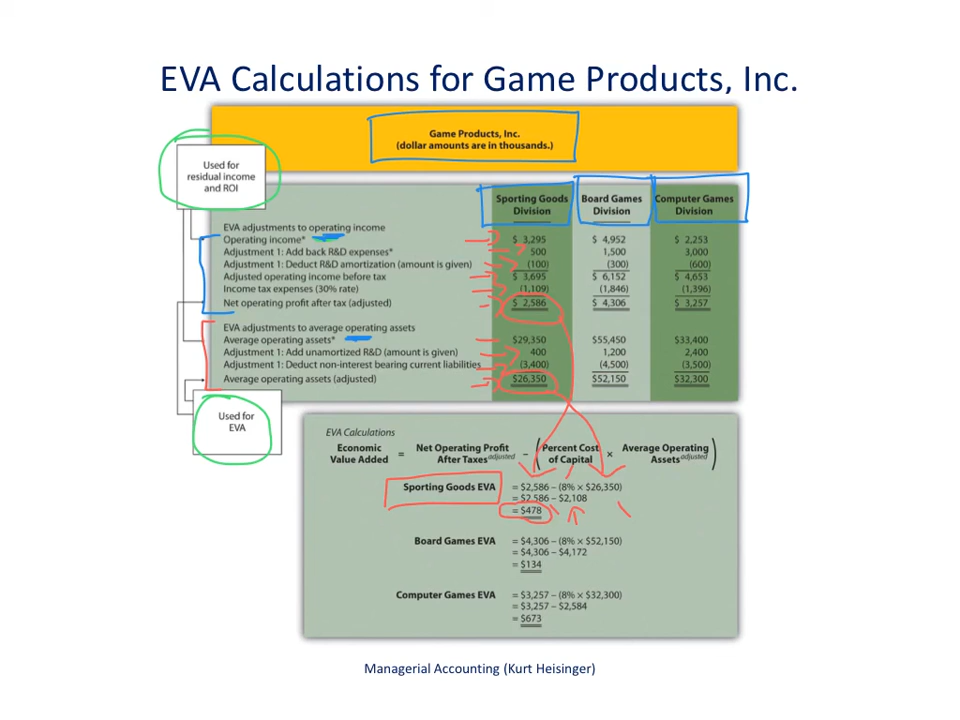 EVA Calculations for Game Products, Inc.
Game Products, Inc.
(dollar amounts are in thousands.)
Used for
residual income
and ROI
Sporting Goods Board Games Computer Games
Division Division Division
EVA adjustments to operating income
Operating income* $ 3,295 $ 4,952 $ 2,253
Adjustment 1: Add back R&D expenses* 500 1,500 3,000
Adjustment 1: Deduct R&D amortization (amount is given) (100) (300) (600)
Adjusted operating income before tax $ 3,695 $ 6,152 $ 4,653
Income tax expenses (30% rate) (1,109) (1,846) (1,396)
Net operating profit after tax (adjusted) $ 2,586 $ 4,306 $ 3,257
EVA adjustments to average operating assets
Average operating assets* $29,350 $55,450 $33,400
Adjustment 1: Add unamortized R&D (amount is given) 400 1,200 2,400
Adjustment 1: Deduct non-interest bearing current liabilities (3,400) (4,500) (3,500)
Average operating assets (adjusted) $26,350 $52,150 $32,300
Used for
EVA
EVA Calculations
Economic Net Operating Profit Percent Cost Average Operating
Value Added = After Taxes adjusted – ( of Capital × Assets adjusted )
Sporting Goods EVA = $2,586 – (8% × $26,350)
= $2,586 – $2,108
= $478
Board Games EVA = $4,306 – (8% × $52,150)
= $4,306 – $4,172
= $134
Computer Games EVA = $3,257 – (8% × $32,300)
= $3,257 – $2,584
= $673
Managerial Accounting (Kurt Heisinger)